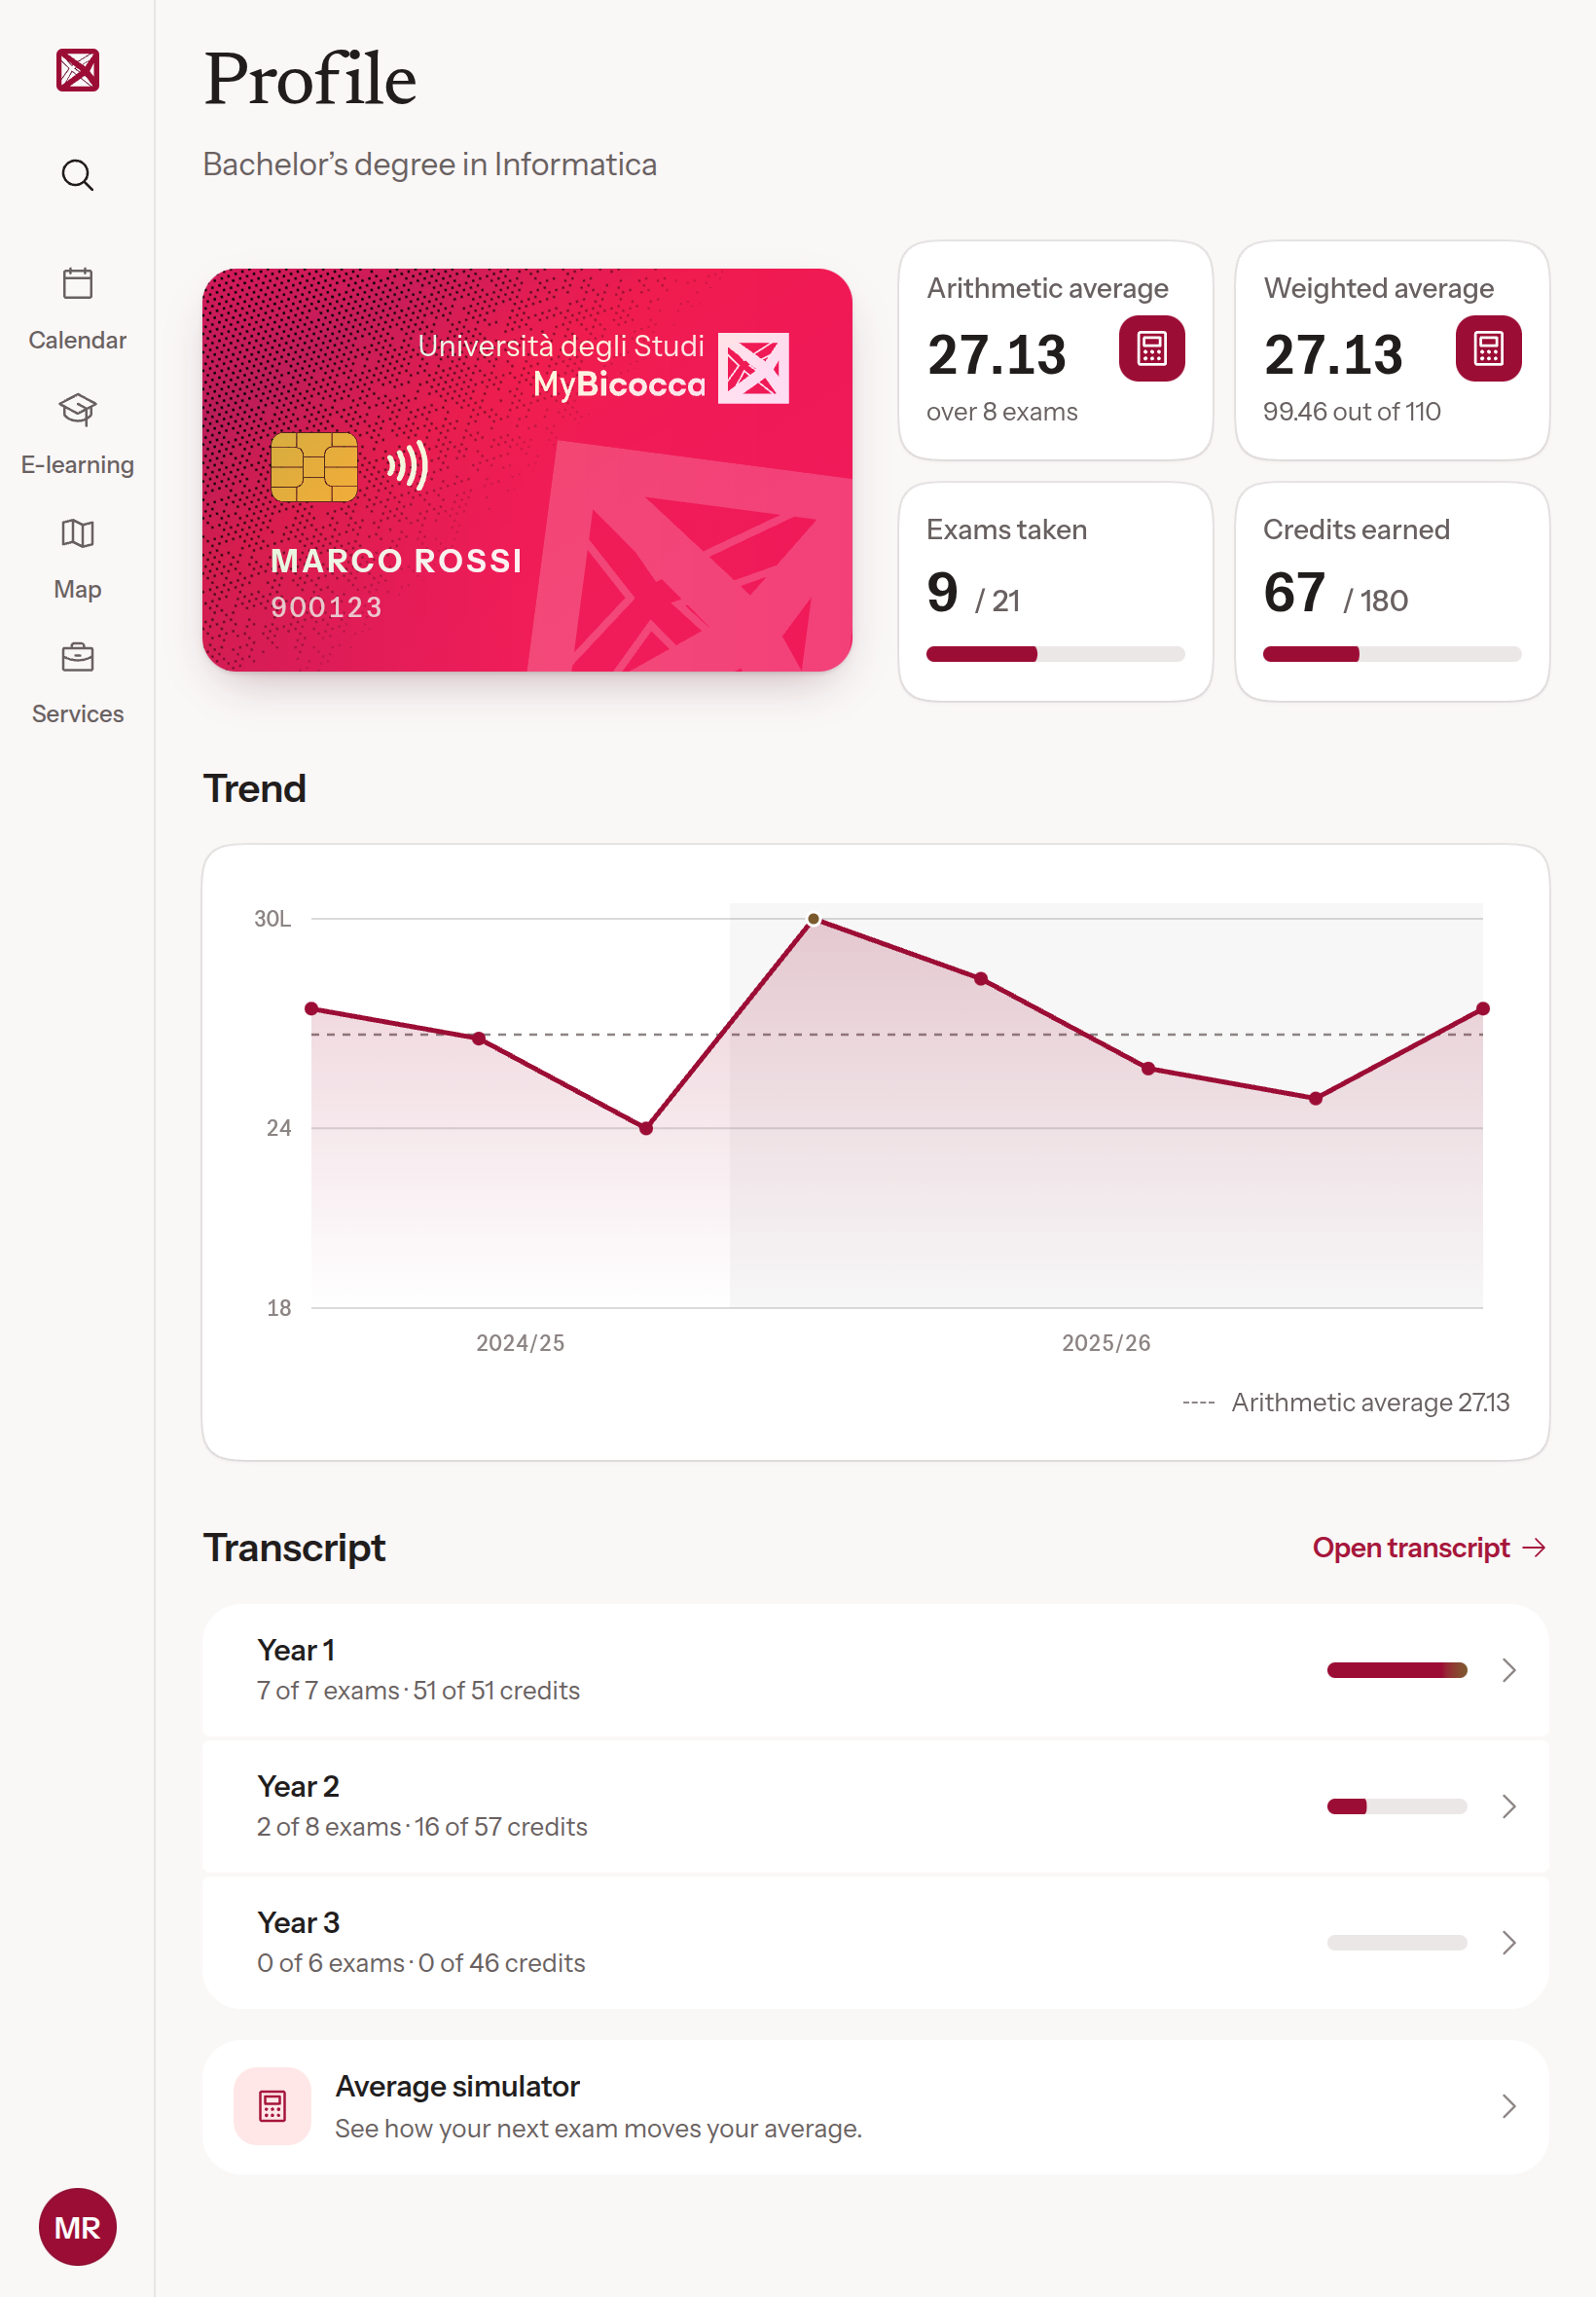 Profile
Bachelor’s degree in Informatica
Calendar
E-learning
Map
Services
MR
Università degli Studi
MyBicocca
MARCO ROSSI
900123
Arithmetic average
27.13
over 8 exams
Weighted average
27.13
99.46 out of 110
Exams taken
9 / 21
Credits earned
67 / 180
Trend
30L
24
18
2024/25
2025/26
Arithmetic average 27.13
Transcript
Open transcript
Year 1
7 of 7 exams · 51 of 51 credits
Year 2
2 of 8 exams · 16 of 57 credits
Year 3
0 of 6 exams · 0 of 46 credits
Average simulator
See how your next exam moves your average.